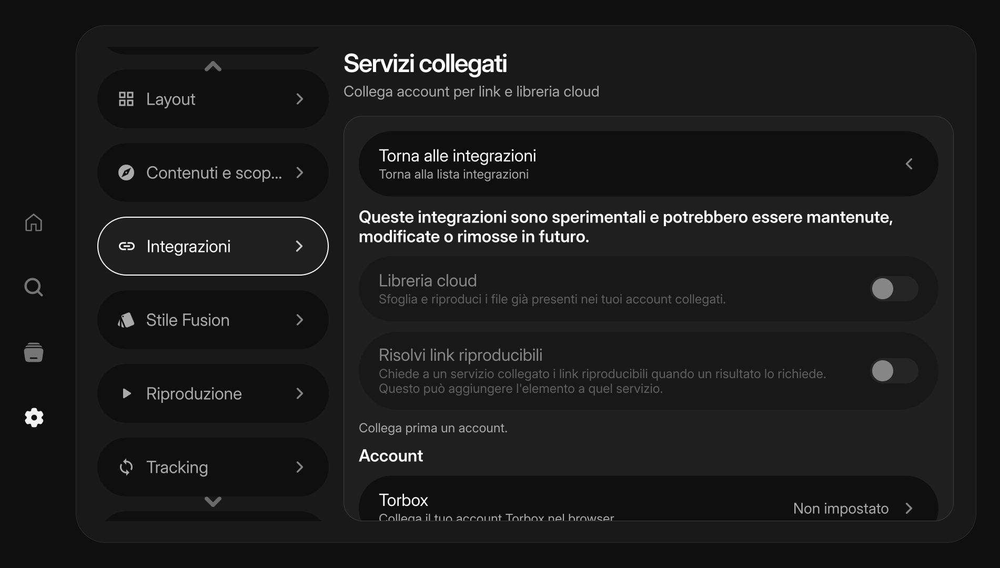 Layout
Contenuti e scop...
Integrazioni
Stile Fusion
Riproduzione
Tracking
Servizi collegati
Collega account per link e libreria cloud
Torna alle integrazioni
Torna alla lista integrazioni
Queste integrazioni sono sperimentali e potrebbero essere mantenute,
modificate o rimosse in futuro.
Libreria cloud
Sfoglia e riproduci i file già presenti nei tuoi account collegati.
Risolvi link riproducibili
Chiede a un servizio collegato i link riproducibili quando un risultato lo richiede.
Questo può aggiungere l'elemento a quel servizio.
Collega prima un account.
Account
Torbox
Non impostato
Collega il tuo account Torbox nel browser